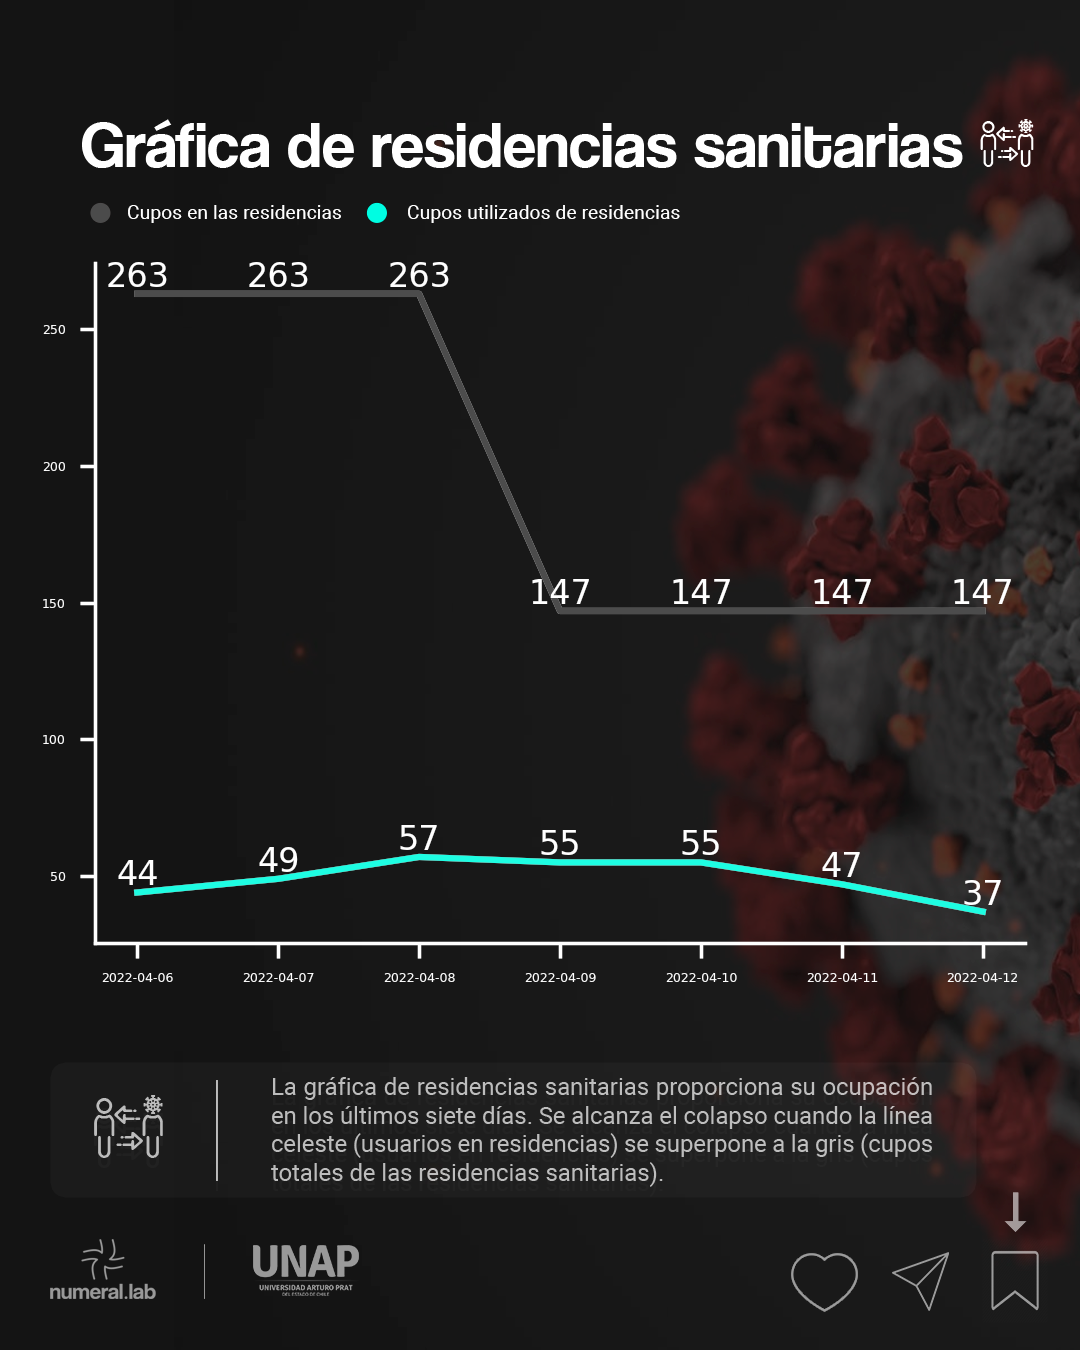 Gráfica de residencias sanitarias
Cupos en las residencias
Cupos utilizados de residencias
263 263 263
250
200
147 147 147 147
150
100
44 49 57 55 55 47 37
50
2022-04-06 2022-04-07 2022-04-08 2022-04-09 2022-04-10 2022-04-11 2022-04-12
La gráfica de residencias sanitarias proporciona su ocupación
en los últimos siete días. Se alcanza el colapso cuando la línea
celeste (usuarios en residencias) se superpone a la gris (cupos
totales de las residencias sanitarias).
numeral.lab
UNAP
UNIVERSIDAD ARTURO PRAT
DEL ESTADO DE CHILE